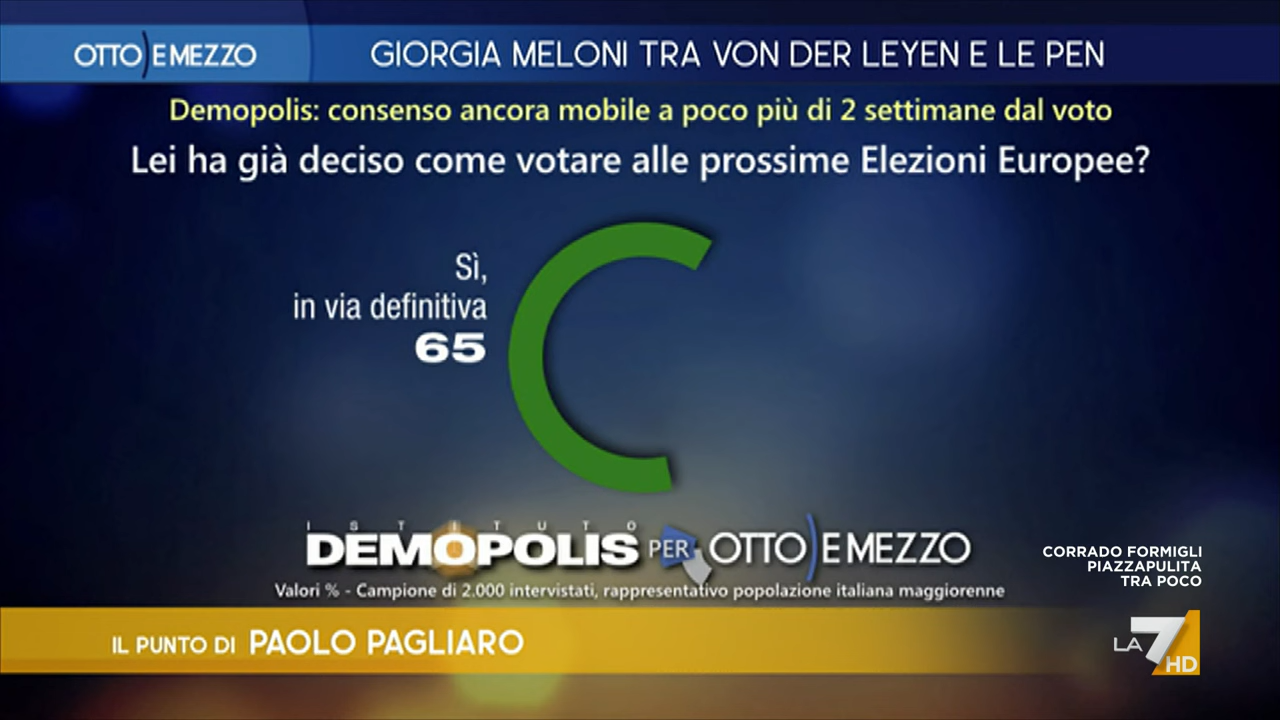 OTTO E MEZZO
GIORGIA MELONI TRA VON DER LEYEN E LE PEN
Demopolis: consenso ancora mobile a poco più di 2 settimane dal voto
Lei ha già deciso come votare alle prossime Elezioni Europee?
Sì,
in via definitiva
65
ISTITUTO
DEMOPOLIS PER OTTO E MEZZO
Valori % - Campione di 2.000 intervistati, rappresentativo popolazione italiana maggiorenne
CORRADO FORMIGLI
PIAZZAPULITA
TRA POCO
IL PUNTO DI PAOLO PAGLIARO
LA 7 HD